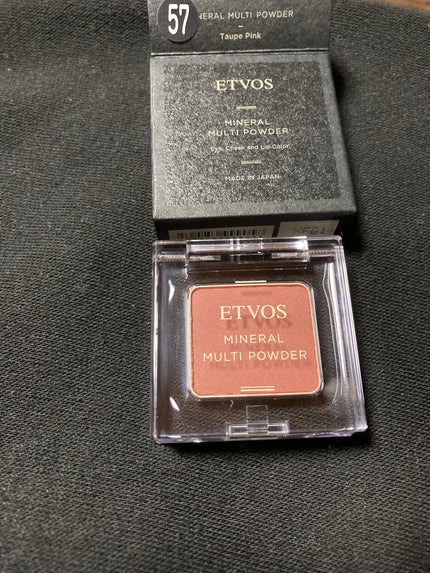 57
MINERAL MULTI POWDER
Taupe Pink
ETVOS
MINERAL
MULTI POWDER
Eye, Cheek and Lip Color
MADE IN JAPAN
ETVOS
MINERAL
MULTI POWDER